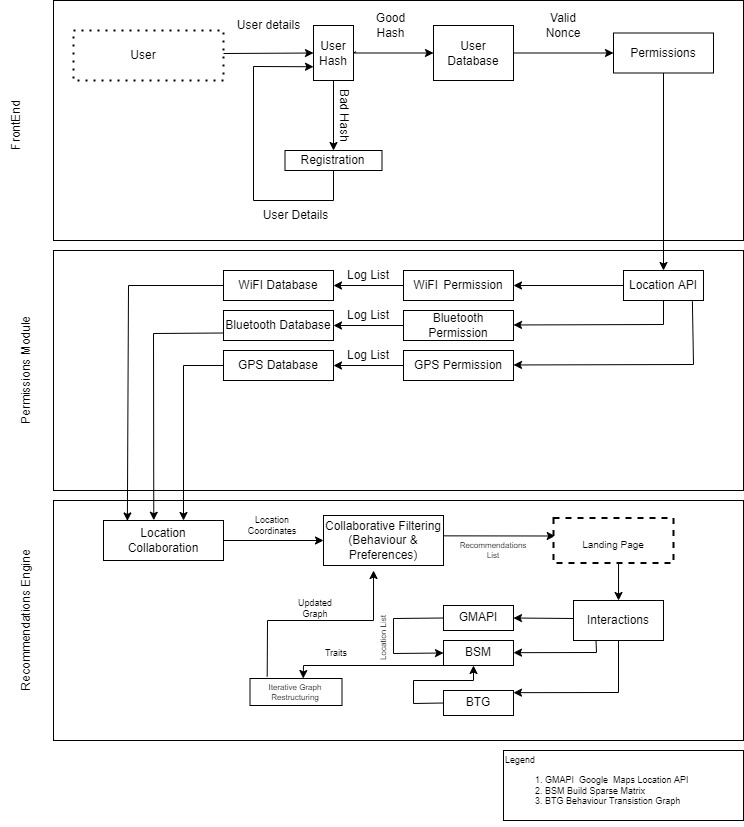 FrontEnd
User
User details
User
Hash
Good
Hash
User
Database
Valid
Nonce
Permissions
Bad Hash
Registration
User Details
Permissions Module
WiFI Database
Log List
WiFI Permission
Location API
Bluetooth Database
Log List
Bluetooth
Permission
GPS Database
Log List
GPS Permission
Recommendations Engine
Location
Collaboration
Location
Coordinates
Collaborative Filtering
(Behaviour &
Preferences)
Recommendations
List
Landing Page
Updated
Graph
Location List
GMAPI
Interactions
Traits
BSM
Iterative Graph
Restructuring
BTG
Legend
1. GMAPI Google Maps Location API
2. BSM Build Sparse Matrix
3. BTG Behaviour Transistion Graph